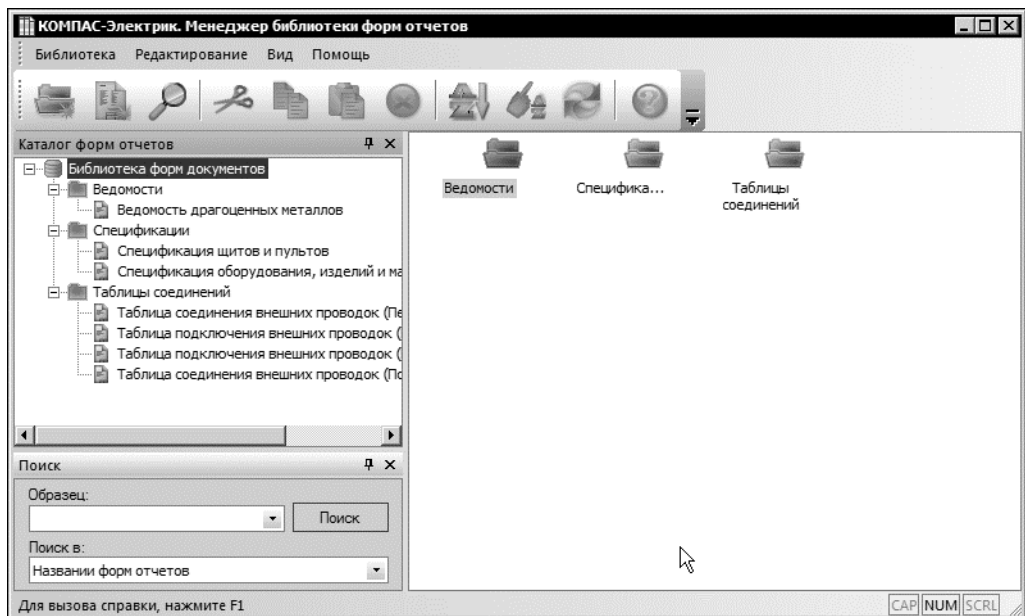 КОМПАС-Электрик. Менеджер библиотеки форм отчетов
Библиотека Редактирование Вид Помощь
Каталог форм отчетов
Библиотека форм документов
Ведомости
Ведомость драгоценных металлов
Спецификации
Спецификация щитов и пультов
Спецификация оборудования, изделий и ма
Таблицы соединений
Таблица соединения внешних проводок (Пе
Таблица подключения внешних проводок (
Таблица подключения внешних проводок (
Таблица соединения внешних проводок (По
Ведомости Специфика... Таблицы
соединений
Поиск
Образец:
Поиск
Поиск в:
Названии форм отчетов
Для вызова справки, нажмите F1
CAP NUM SCRL